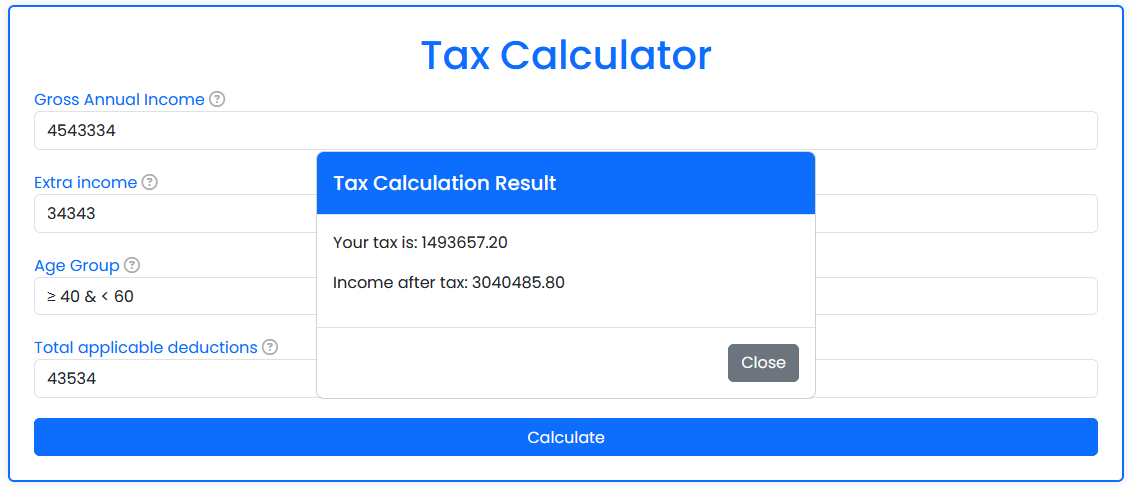 Tax Calculator
Gross Annual Income ?
4543334
Extra income ?
34343
Age Group ?
≥ 40 & < 60
Total applicable deductions ?
43534
Calculate
Tax Calculation Result
Your tax is: 1493657.20
Income after tax: 3040485.80
Close